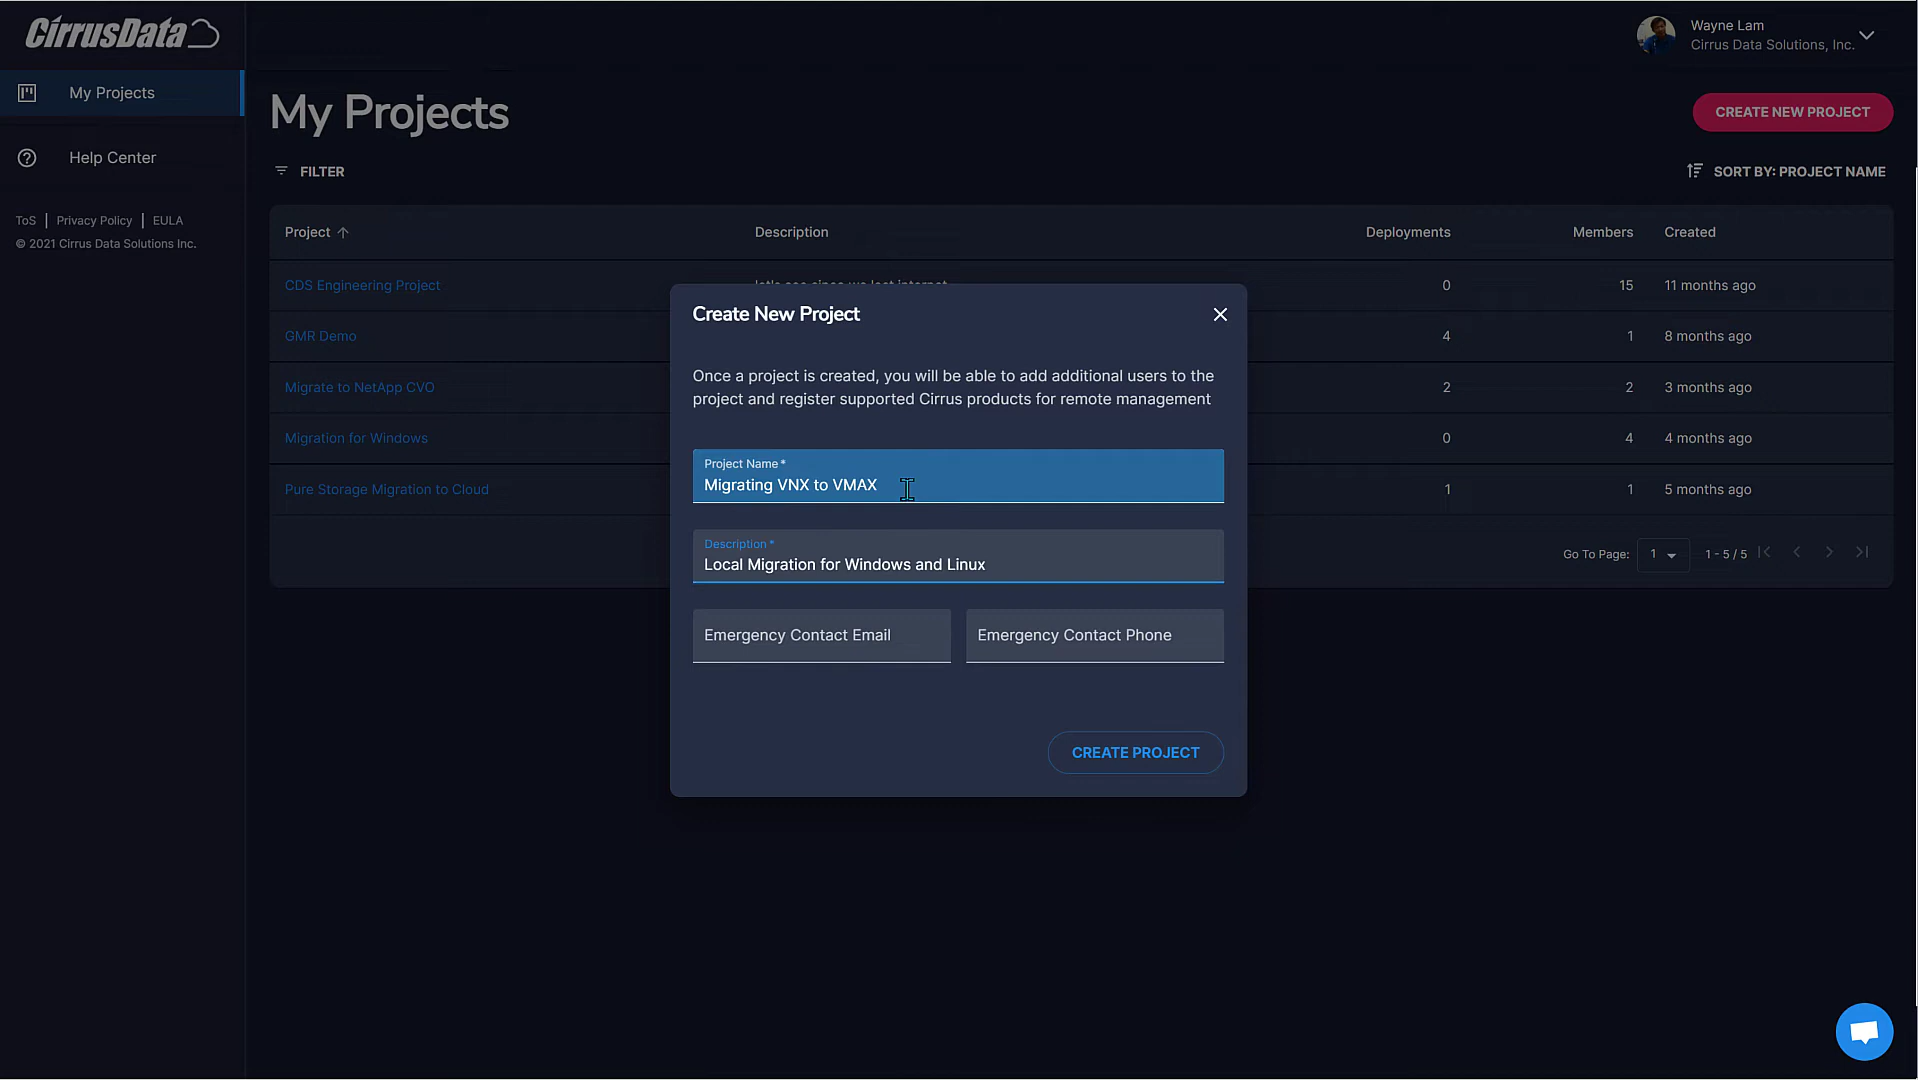 CirrusData
Wayne Lam
Cirrus Data Solutions, Inc.
My Projects
Help Center
ToS | Privacy Policy | EULA
© 2021 Cirrus Data Solutions Inc.
My Projects
CREATE NEW PROJECT
FILTER
SORT BY: PROJECT NAME
Project Description Deployments Members Created
CDS Engineering Project let's see since we lost internet 0 15 11 months ago
GMR Demo 4 1 8 months ago
Migrate to NetApp CVO 2 2 3 months ago
Migration for Windows 0 4 4 months ago
Pure Storage Migration to Cloud 1 1 5 months ago
Go To Page: 1 1 - 5 / 5
Create New Project
Once a project is created, you will be able to add additional users to the
project and register supported Cirrus products for remote management
Project Name *
Migrating VNX to VMAX
Description *
Local Migration for Windows and Linux
Emergency Contact Email Emergency Contact Phone
CREATE PROJECT